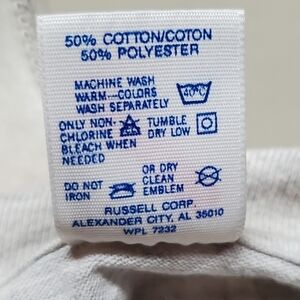 50% COTTON/COTON
50% POLYESTER
MACHINE WASH
WARM-COLORS
WASH SEPARATELY
ONLY NON- TUMBLE
CHLORINE DRY LOW
BLEACH WHEN
NEEDED
DO NOT IRON
OR DRY CLEAN EMBLEM
RUSSELL CORP.
ALEXANDER CITY, AL 35010
WPL 7232